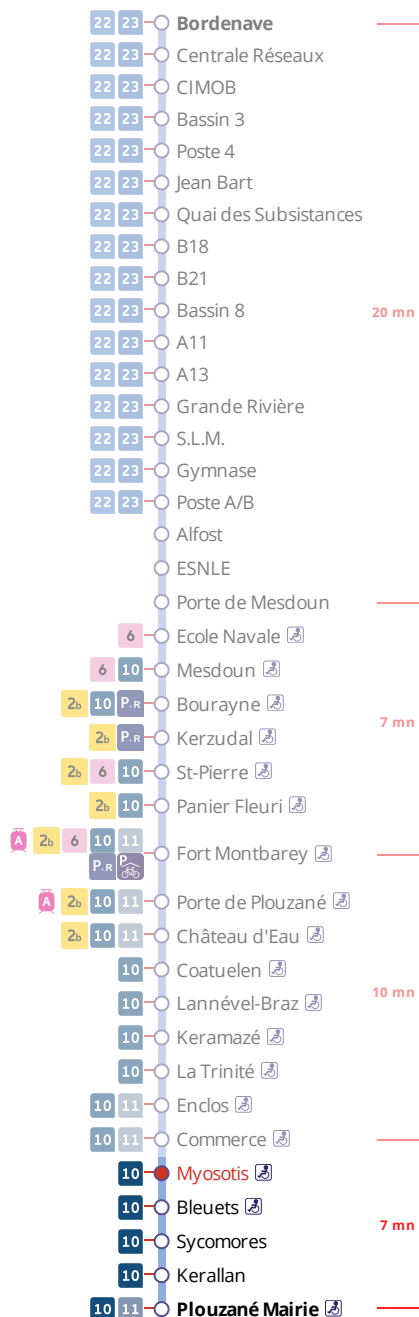 22 23 Bordenave
22 23 Centrale Réseaux
22 23 CIMOB
22 23 Bassin 3
22 23 Poste 4
22 23 Jean Bart
22 23 Quai des Subsistances
22 23 B18
22 23 B21
22 23 Bassin 8 20 mn
22 23 A11
22 23 A13
22 23 Grande Rivière
22 23 S.L.M.
22 23 Gymnase
22 23 Poste A/B
Alfost
ESNLE
Porte de Mesdoun
6 Ecole Navale
6 10 Mesdoun
2b 10 P+R Bourayne 7 mn
2b P+R Kerzudal
2b 6 10 St-Pierre
2b 10 Panier Fleuri
A 2b 6 10 11
P+R P Fort Montbarey
A 2b 10 11 Porte de Plouzané
2b 10 11 Château d'Eau
10 Coatuelen
10 Lannével-Braz 10 mn
10 Keramazé
10 La Trinité
10 11 Enclos
10 11 Commerce
10 Myosotis
10 Bleuets 7 mn
10 Sycomores
10 Kerallan
10 11 Plouzané Mairie